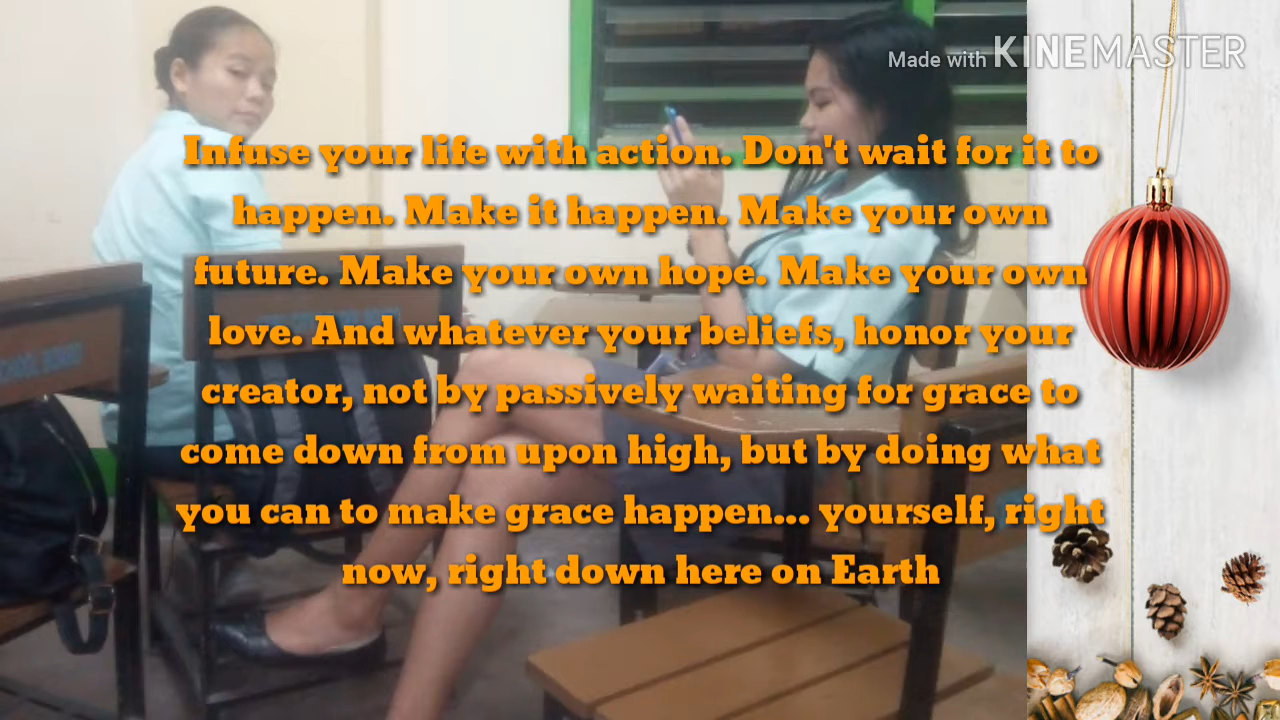 Made with KINEMASTER
Infuse your life with action. Don't wait for it to
happen. Make it happen. Make your own
future. Make your own hope. Make your own
love. And whatever your beliefs, honor your
creator, not by passively waiting for grace to
come down from upon high, but by doing what
you can to make grace happen... yourself, right
now, right down here on Earth